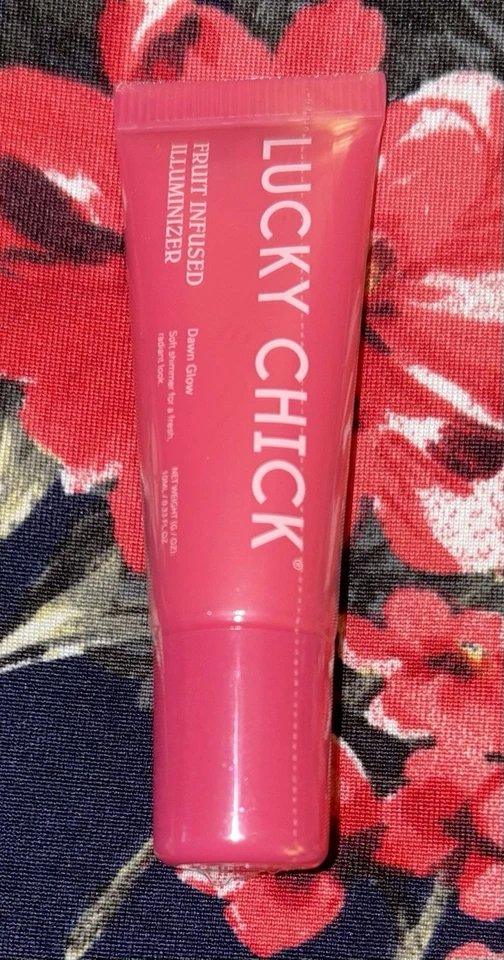 LUCKY CHICK®
FRUIT INFUSED
ILLUMINIZER
Dawn Glow
Soft shimmer for a fresh,
radiant look.
NET WEIGHT (G / OZ):
10ML / 0.33 FL.OZ.